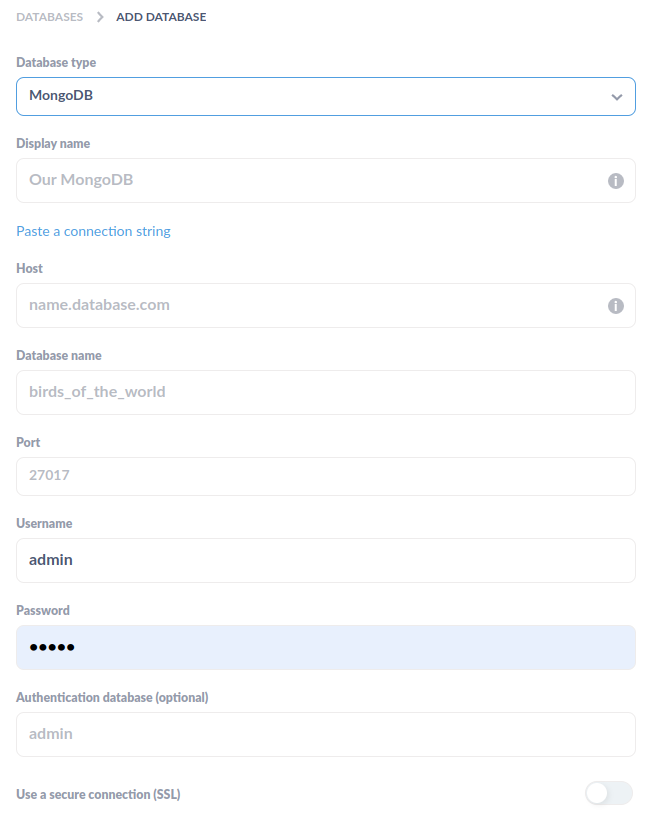 DATABASES > ADD DATABASE
Database type
MongoDB
Display name
Our MongoDB
Paste a connection string
Host
name.database.com
Database name
birds_of_the_world
Port
27017
Username
admin
Password
•••••
Authentication database (optional)
admin
Use a secure connection (SSL)